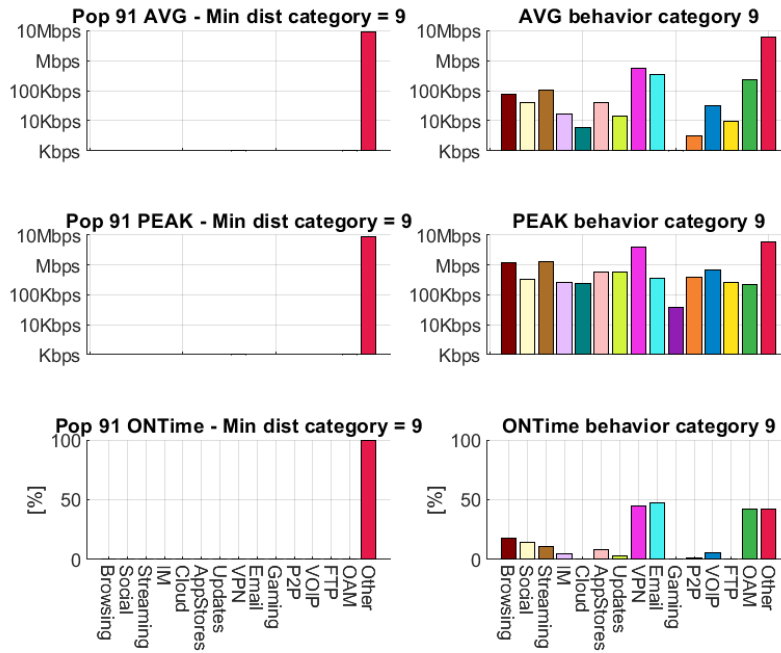 Pop 91 AVG - Min dist category = 9
10Mbps
Mbps
100Kbps
10Kbps
Kbps
AVG behavior category 9
10Mbps
Mbps
100Kbps
10Kbps
Kbps
Pop 91 PEAK - Min dist category = 9
10Mbps
Mbps
100Kbps
10Kbps
Kbps
PEAK behavior category 9
10Mbps
Mbps
100Kbps
10Kbps
Kbps
Pop 91 ONTime - Min dist category = 9
100
50
0
[%]
Browsing
Social
Streaming
IM
Cloud
AppStores
Updates
VPN
Email
Gaming
P2P
VOIP
FTP
OAM
Other
ONTime behavior category 9
100
50
0
[%]
Browsing
Social
Streaming
IM
Cloud
AppStores
Updates
VPN
Email
Gaming
P2P
VOIP
FTP
OAM
Other